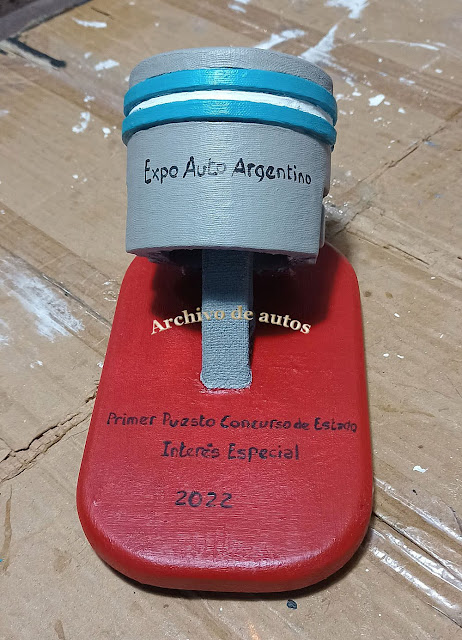 Expo Auto Argentino
Archivo de autos
Primer Puesto Concurso de Estado
Interés Especial
2022